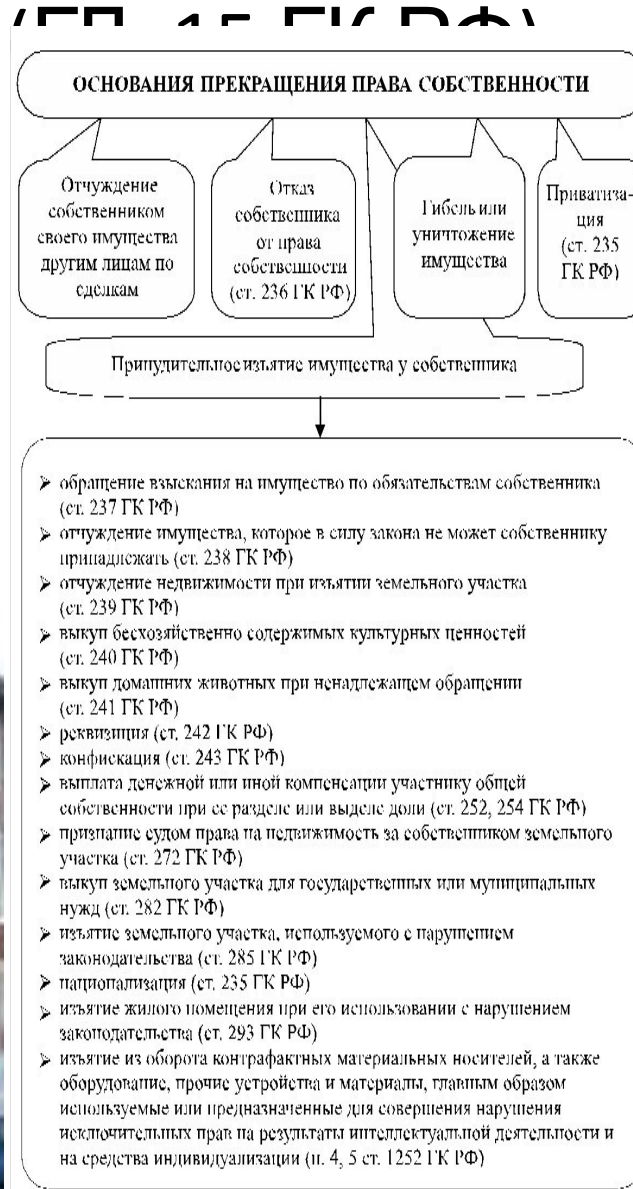 (ГЛ. 15 ГК РФ)
ОСНОВАНИЯ ПРЕКРАЩЕНИЯ ПРАВА СОБСТВЕННОСТИ
Отчуждение
собственником
своего имущества
другим лицам по
сделкам
Отказ
собственника
от права
собственности
(ст. 236 ГК РФ)
Гибель или
уничтожение
имущества
Приватиза-
ция
(ст. 235
ГК РФ)
Принудительное изъятие имущества у собственника
➢ обращение взыскания на имущество по обязательствам собственника
(ст. 237 ГК РФ)
➢ отчуждение имущества, которое в силу закона не может собственнику
принадлежать (ст. 238 ГК РФ)
➢ отчуждение недвижимости при изъятии земельного участка
(ст. 239 ГК РФ)
➢ выкуп бесхозяйственно содержимых культурных ценностей
(ст. 240 ГК РФ)
➢ выкуп домашних животных при ненадлежащем обращении
(ст. 241 ГК РФ)
➢ реквизиция (ст. 242 ГК РФ)
➢ конфискация (ст. 243 ГК РФ)
➢ выплата денежной или иной компенсации участнику общей
собственности при ее разделе или выделе доли (ст. 252, 254 ГК РФ)
➢ признание судом права на недвижимость за собственником земельного
участка (ст. 272 ГК РФ)
➢ выкуп земельного участка для государственных или муниципальных
нужд (ст. 282 ГК РФ)
➢ изъятие земельного участка, используемого с нарушением
законодательства (ст. 285 ГК РФ)
➢ национализация (ст. 235 ГК РФ)
➢ изъятие жилого помещения при его использовании с нарушением
законодательства (ст. 293 ГК РФ)
➢ изъятие из оборота контрафактных материальных носителей, а также
оборудование, прочие устройства и материалы, главным образом
используемые или предназначенные для совершения нарушения
исключительных прав на результаты интеллектуальной деятельности и
на средства индивидуализации (п. 4, 5 ст. 1252 ГК РФ)